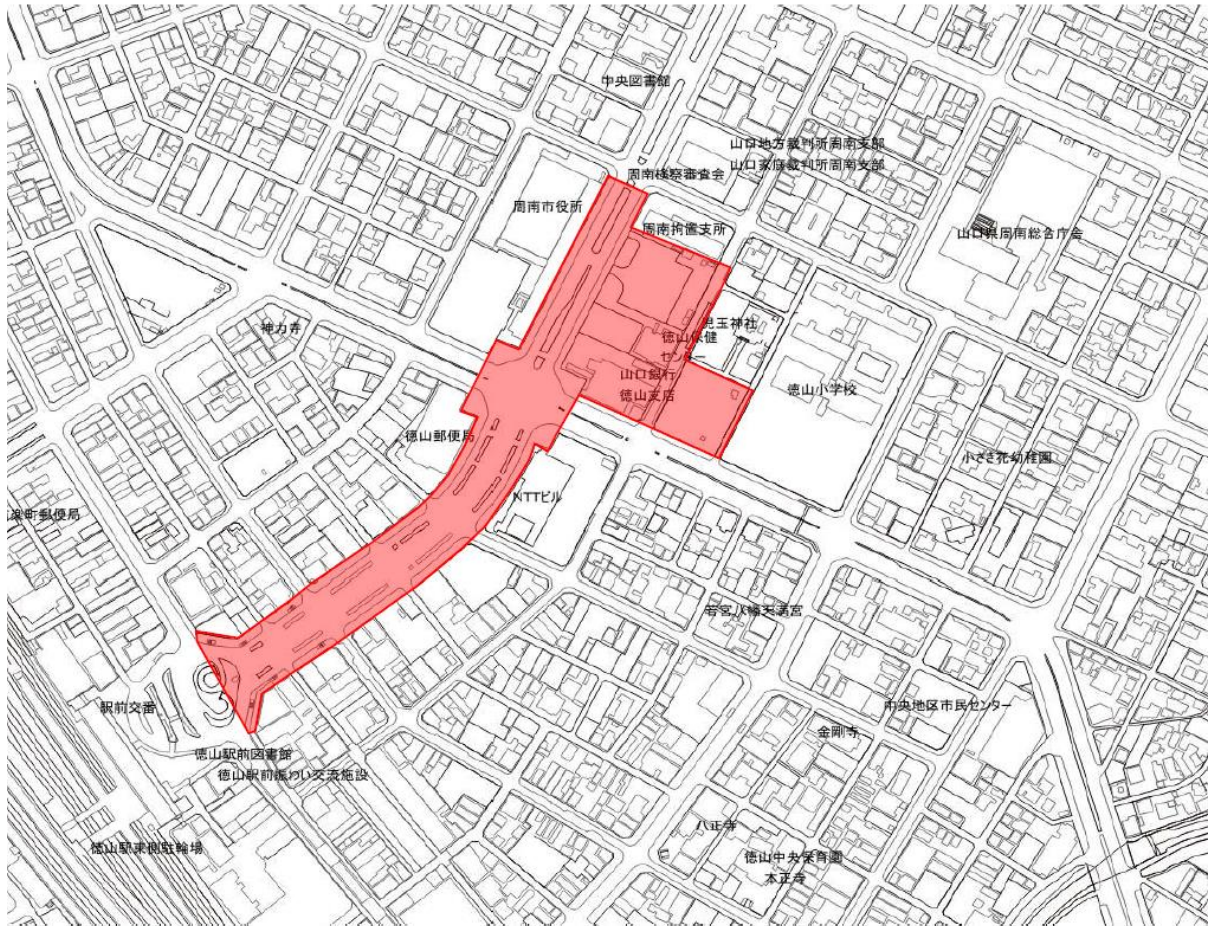 中央図書館
山口地方裁判所周南支部
山口家庭裁判所周南支部
周南検察審査会
周南市役所
周南拘置支所
山口県周南総合庁舎
児玉神社
神力寺
徳山保健
センター
山口銀行
徳山支店
徳山小学校
徳山郵便局
小ささ花幼稚園
NTTビル
町郵便局
若宮八幡天満宮
中央地区市民センター
駅前交番
金剛寺
徳山駅前図書館
徳山駅前賑わい交流施設
八正寺
徳山駅東側駐輪場
徳山中央保育園
本正寺